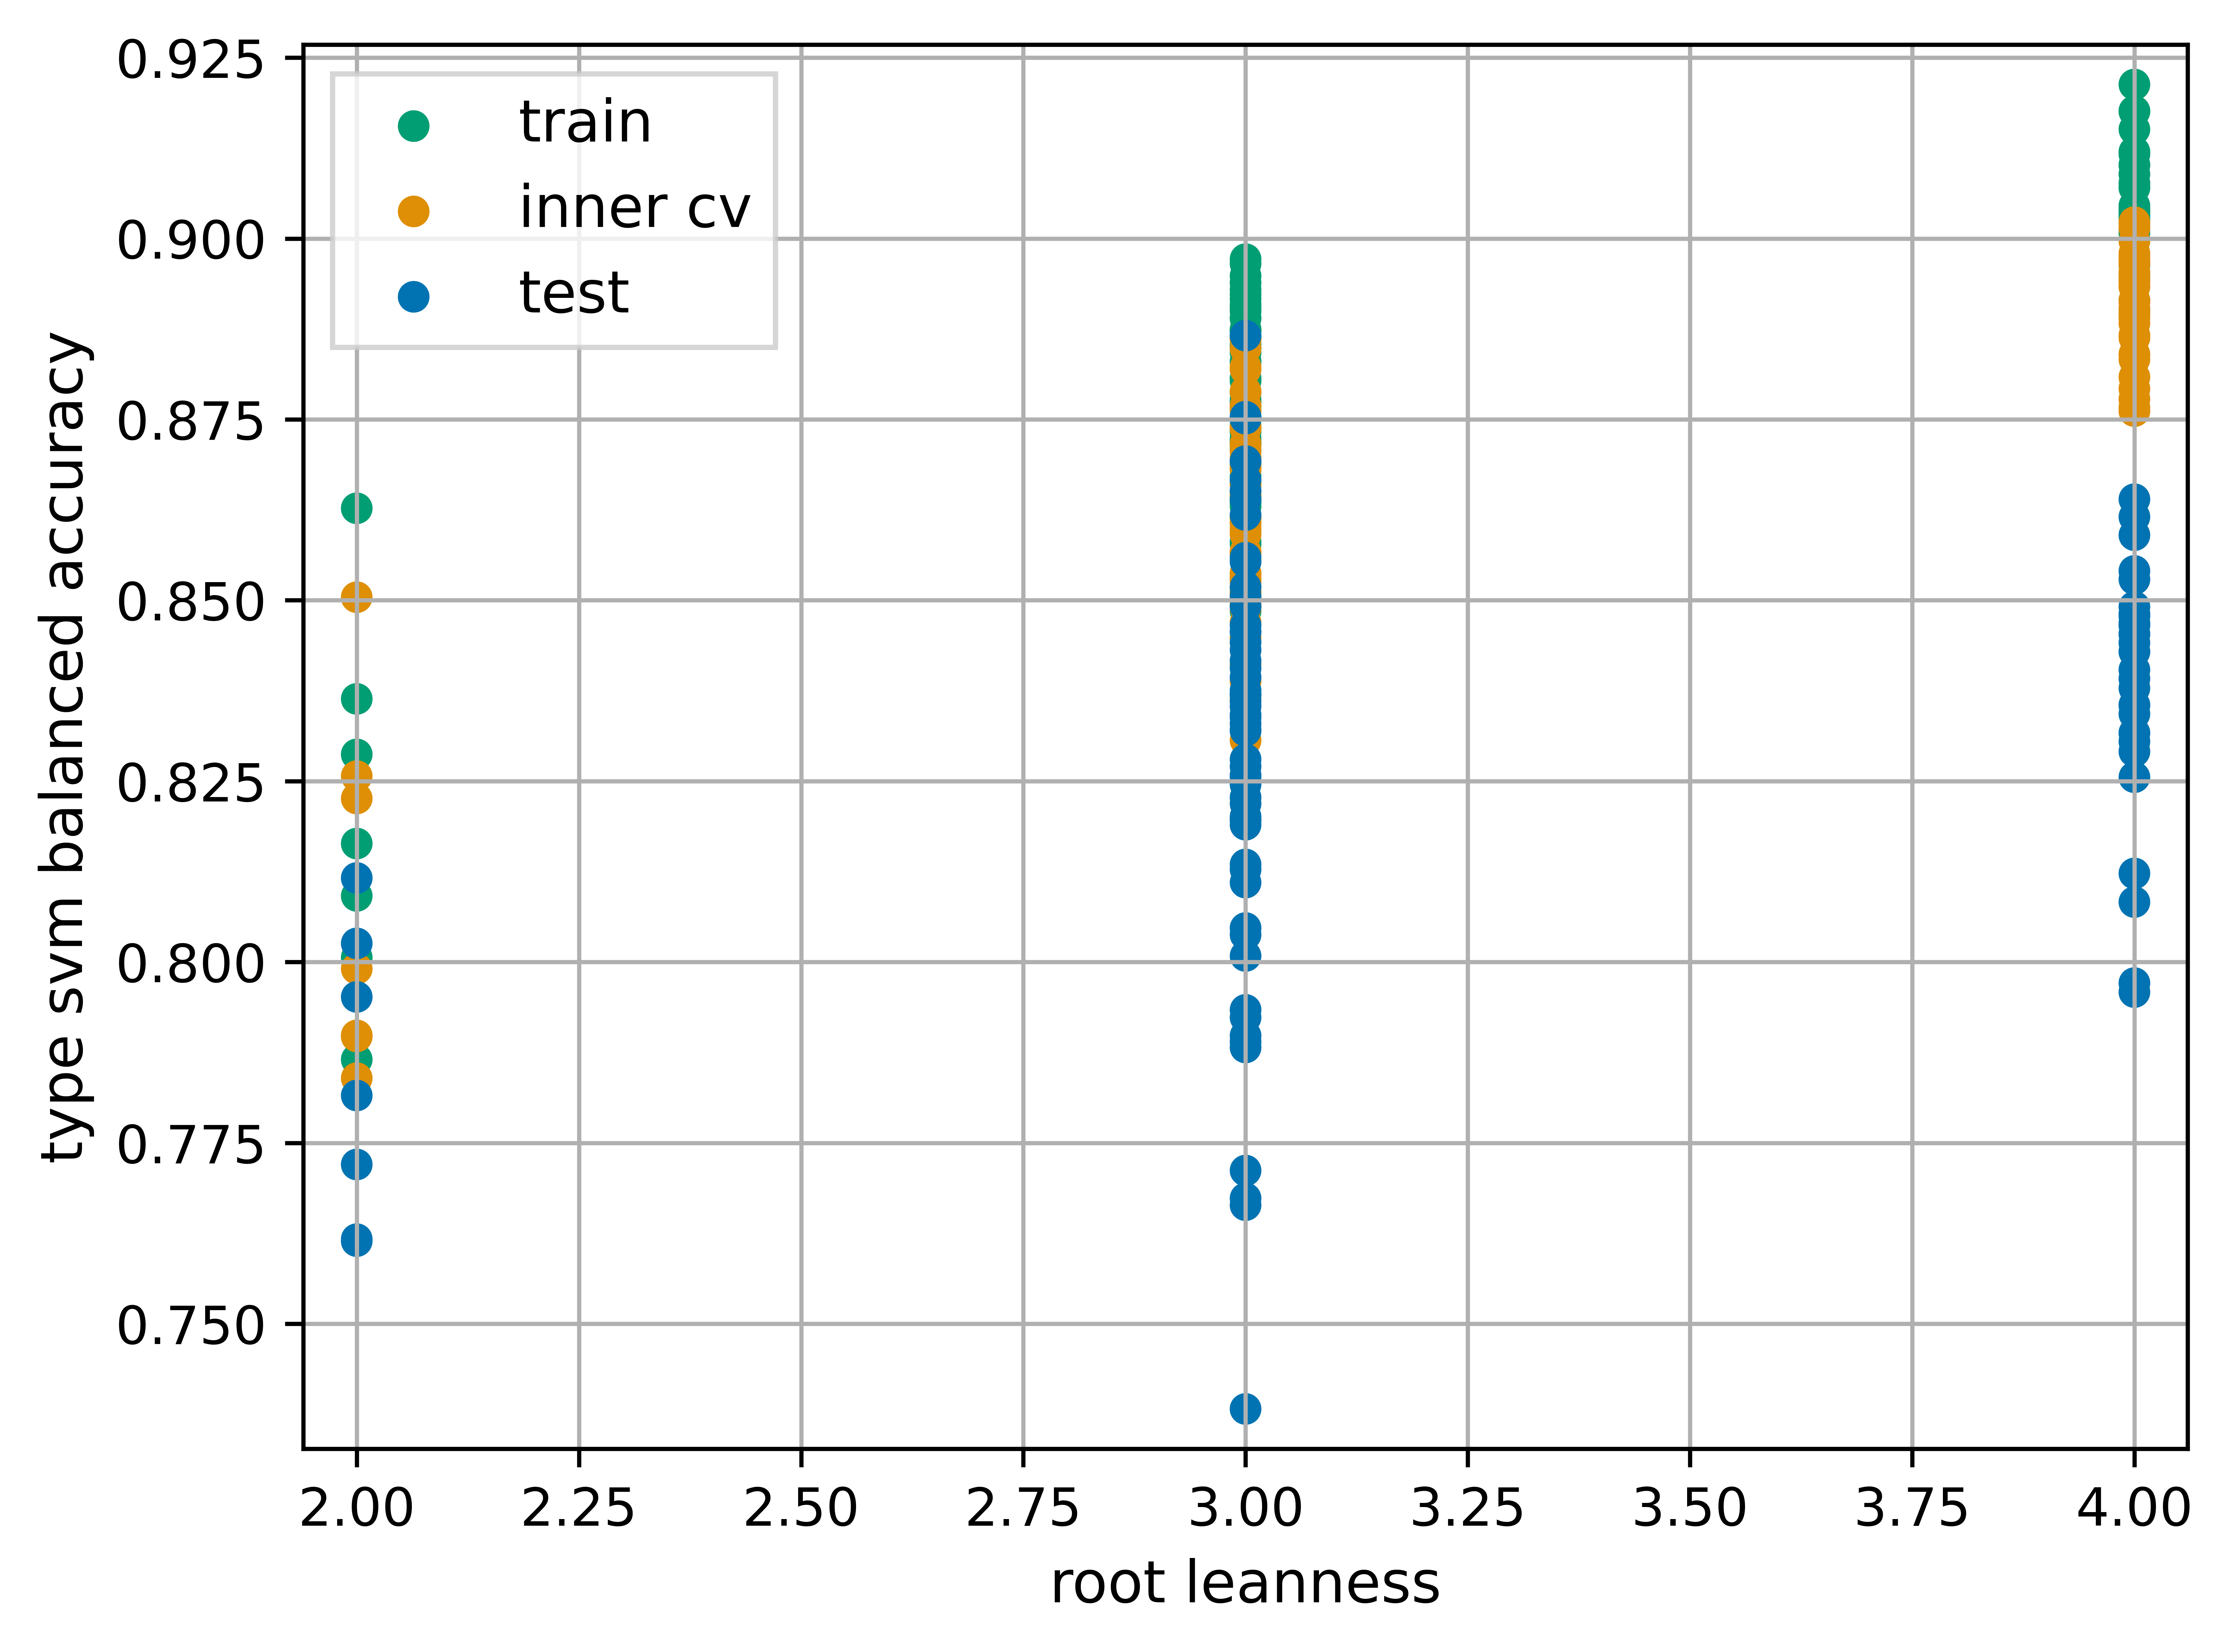 type svm balanced accuracy
0.925
0.900
0.875
0.850
0.825
0.800
0.775
0.750
train
inner cv
test
2.00 2.25 2.50 2.75 3.00 3.25 3.50 3.75 4.00
root leanness